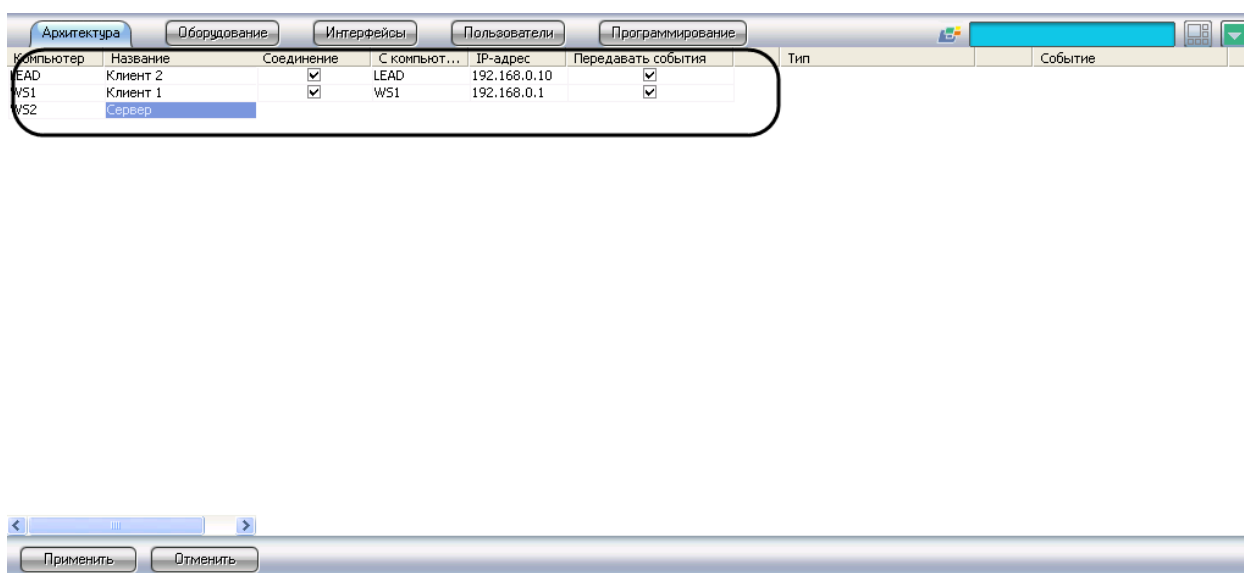 Архитектура Оборудование Интерфейсы Пользователи Программирование
Компьютер Название Соединение С компьют... IP-адрес Передавать события Тип Событие
LEAD Клиент 2 LEAD 192.168.0.10
WS1 Клиент 1 WS1 192.168.0.1
WS2 Сервер
Применить Отменить